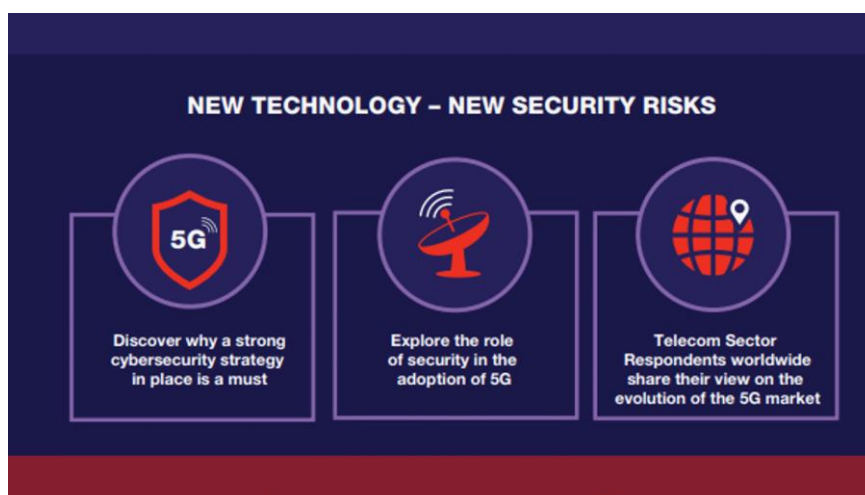 NEW TECHNOLOGY – NEW SECURITY RISKS
5G
Discover why a strong
cybersecurity strategy
in place is a must
Explore the role
of security in the
adoption of 5G
Telecom Sector
Respondents worldwide
share their view on the
evolution of the 5G market